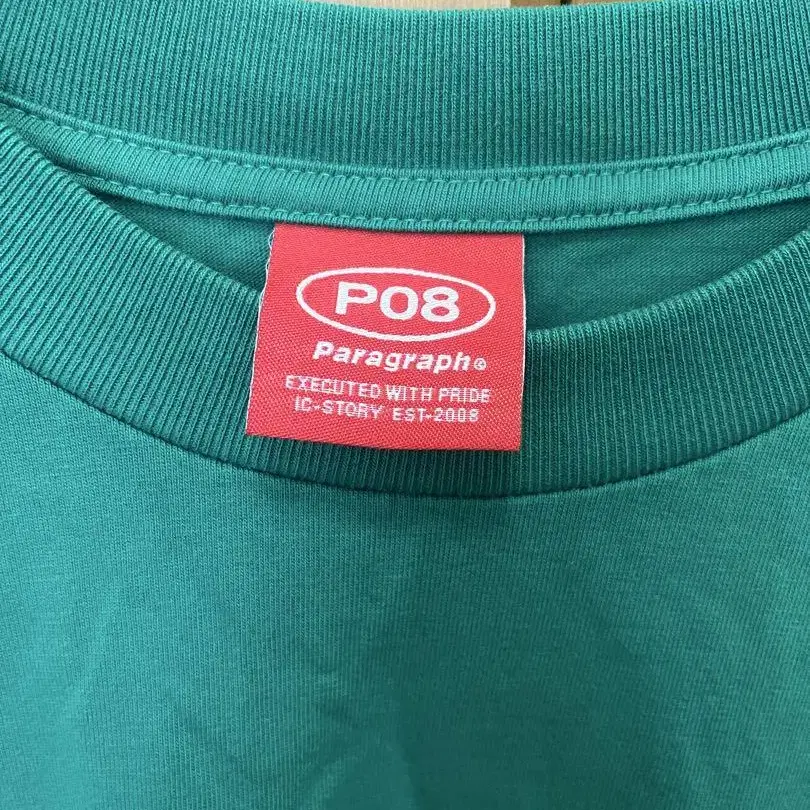 P08
Paragraph®
EXECUTED WITH PRIDE
IC-STORY EST-2008